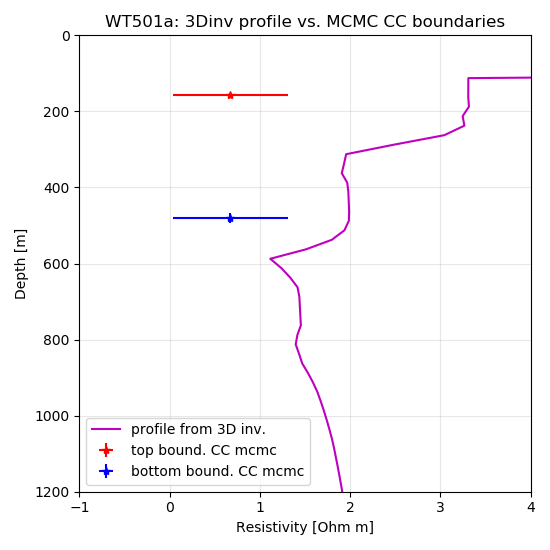 WT501a: 3Dinv profile vs. MCMC CC boundaries
0
200
400
600
800
1000
1200
Depth [m]
profile from 3D inv.
top bound. CC mcmc
bottom bound. CC mcmc
−1 0 1 2 3 4
Resistivity [Ohm m]